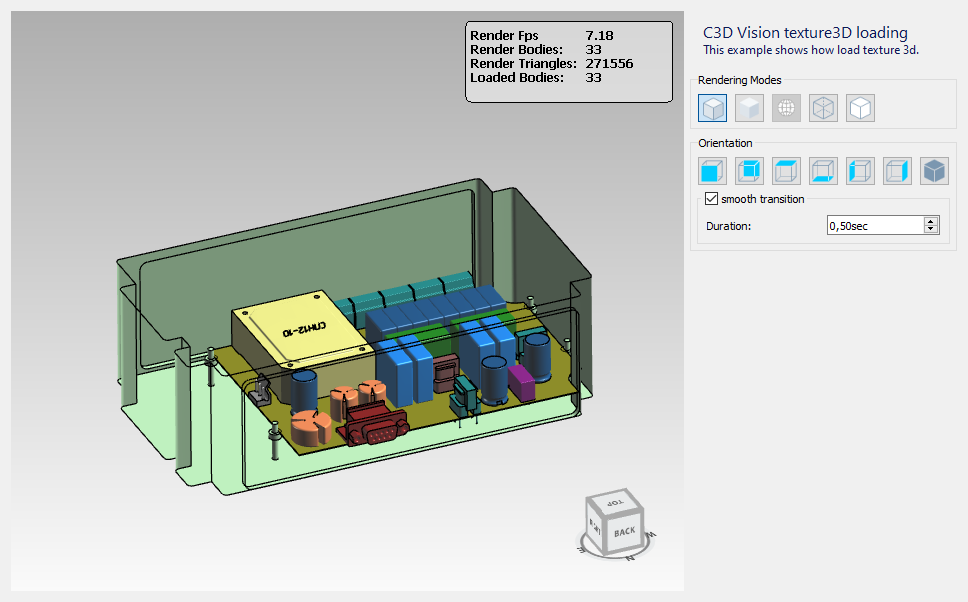 Render Fps 7.18
Render Bodies: 33
Render Triangles: 271556
Loaded Bodies: 33
C3D Vision texture3D loading
This example shows how load texture 3d.
Rendering Modes
Orientation
smooth transition
Duration: 0,50sec
СПН12-10
TOP
RIGHT
BACK
E
N